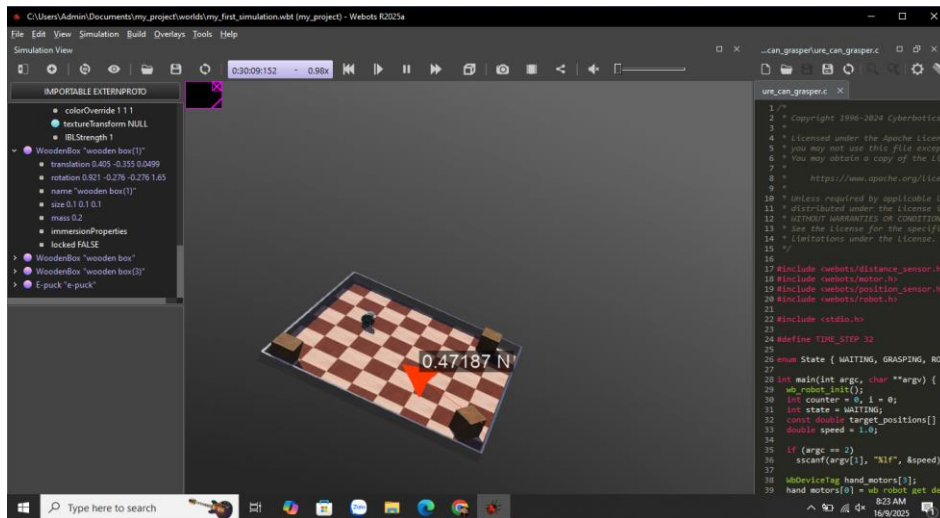 C:\Users\Admin\Documents\my_project\worlds\my_first_simulation.wbt (my_project) - Webots R2025a
File Edit View Simulation Build Overlays Tools Help
Simulation View
...can_grasper\ure_can_grasper.c
0:30:09:152 - 0.98x
IMPORTABLE EXTERNPROTO
ure_can_grasper.c
colorOverride 1 1 1
textureTransform NULL
IBLStrength 1
WoodenBox "wooden box(1)"
translation 0.405 -0.355 0.0499
rotation 0.921 -0.276 -0.276 1.65
name "wooden box(1)"
size 0.1 0.1 0.1
mass 0.2
immersionProperties
locked FALSE
WoodenBox "wooden box"
WoodenBox "wooden box(3)"
E-puck "e-puck"
0.47187 N
1 /*
2 * Copyright 1996-2024 Cyberbotics
3 *
4 * Licensed under the Apache Licen
5 * you may not use this file excep
6 * You may obtain a copy of the Li
7 *
8 * https://www.apache.org/lice
9 *
10 * Unless required by applicable l
11 * distributed under the License i
12 * WITHOUT WARRANTIES OR CONDITION
13 * See the License for the specifi
14 * limitations under the License.
15 */
16
17 #include <webots/distance_sensor.h
18 #include <webots/motor.h>
19 #include <webots/position_sensor.h
20 #include <webots/robot.h>
21
22 #include <stdio.h>
23
24 #define TIME_STEP 32
25
26 enum State { WAITING, GRASPING, RO
27
28 int main(int argc, char **argv) {
29 wb_robot_init();
30 int counter = 0, i = 0;
31 int state = WAITING;
32 const double target_positions[]
33 double speed = 1.0;
34
35 if (argc == 2)
36 sscanf(argv[1], "%lf", &speed)
37
38 WbDeviceTag hand_motors[3];
39 hand_motors[0] = wb_robot_get_de
Type here to search
zoom
8:23 AM
16/9/2025